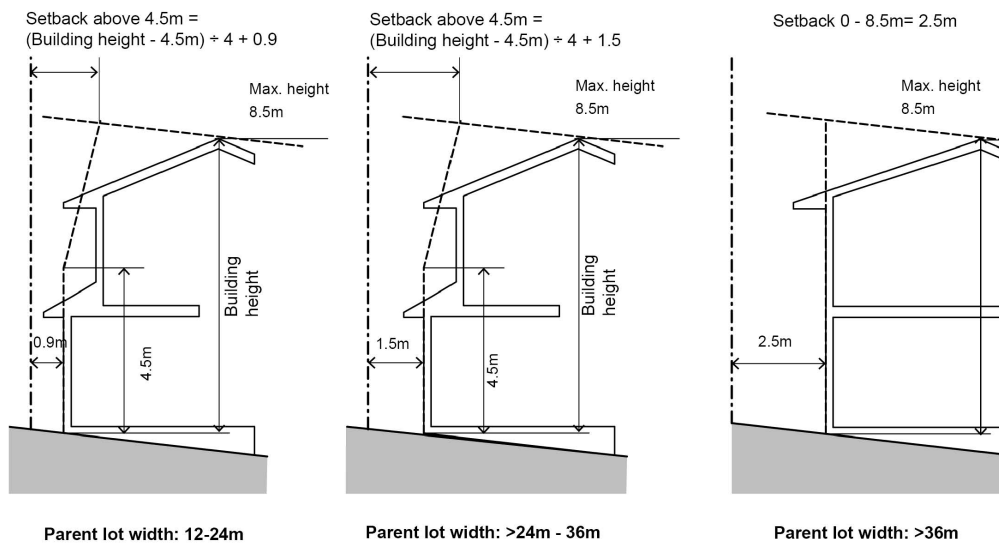 Setback above 4.5m =
(Building height - 4.5m) ÷ 4 + 0.9
Max. height
8.5m
Building
height
0.9m
4.5m
Parent lot width: 12-24m
Setback above 4.5m =
(Building height - 4.5m) ÷ 4 + 1.5
Max. height
8.5m
Building
height
1.5m
4.5m
Parent lot width: >24m - 36m
Setback 0 - 8.5m= 2.5m
Max. height
8.5m
2.5m
Parent lot width: >36m